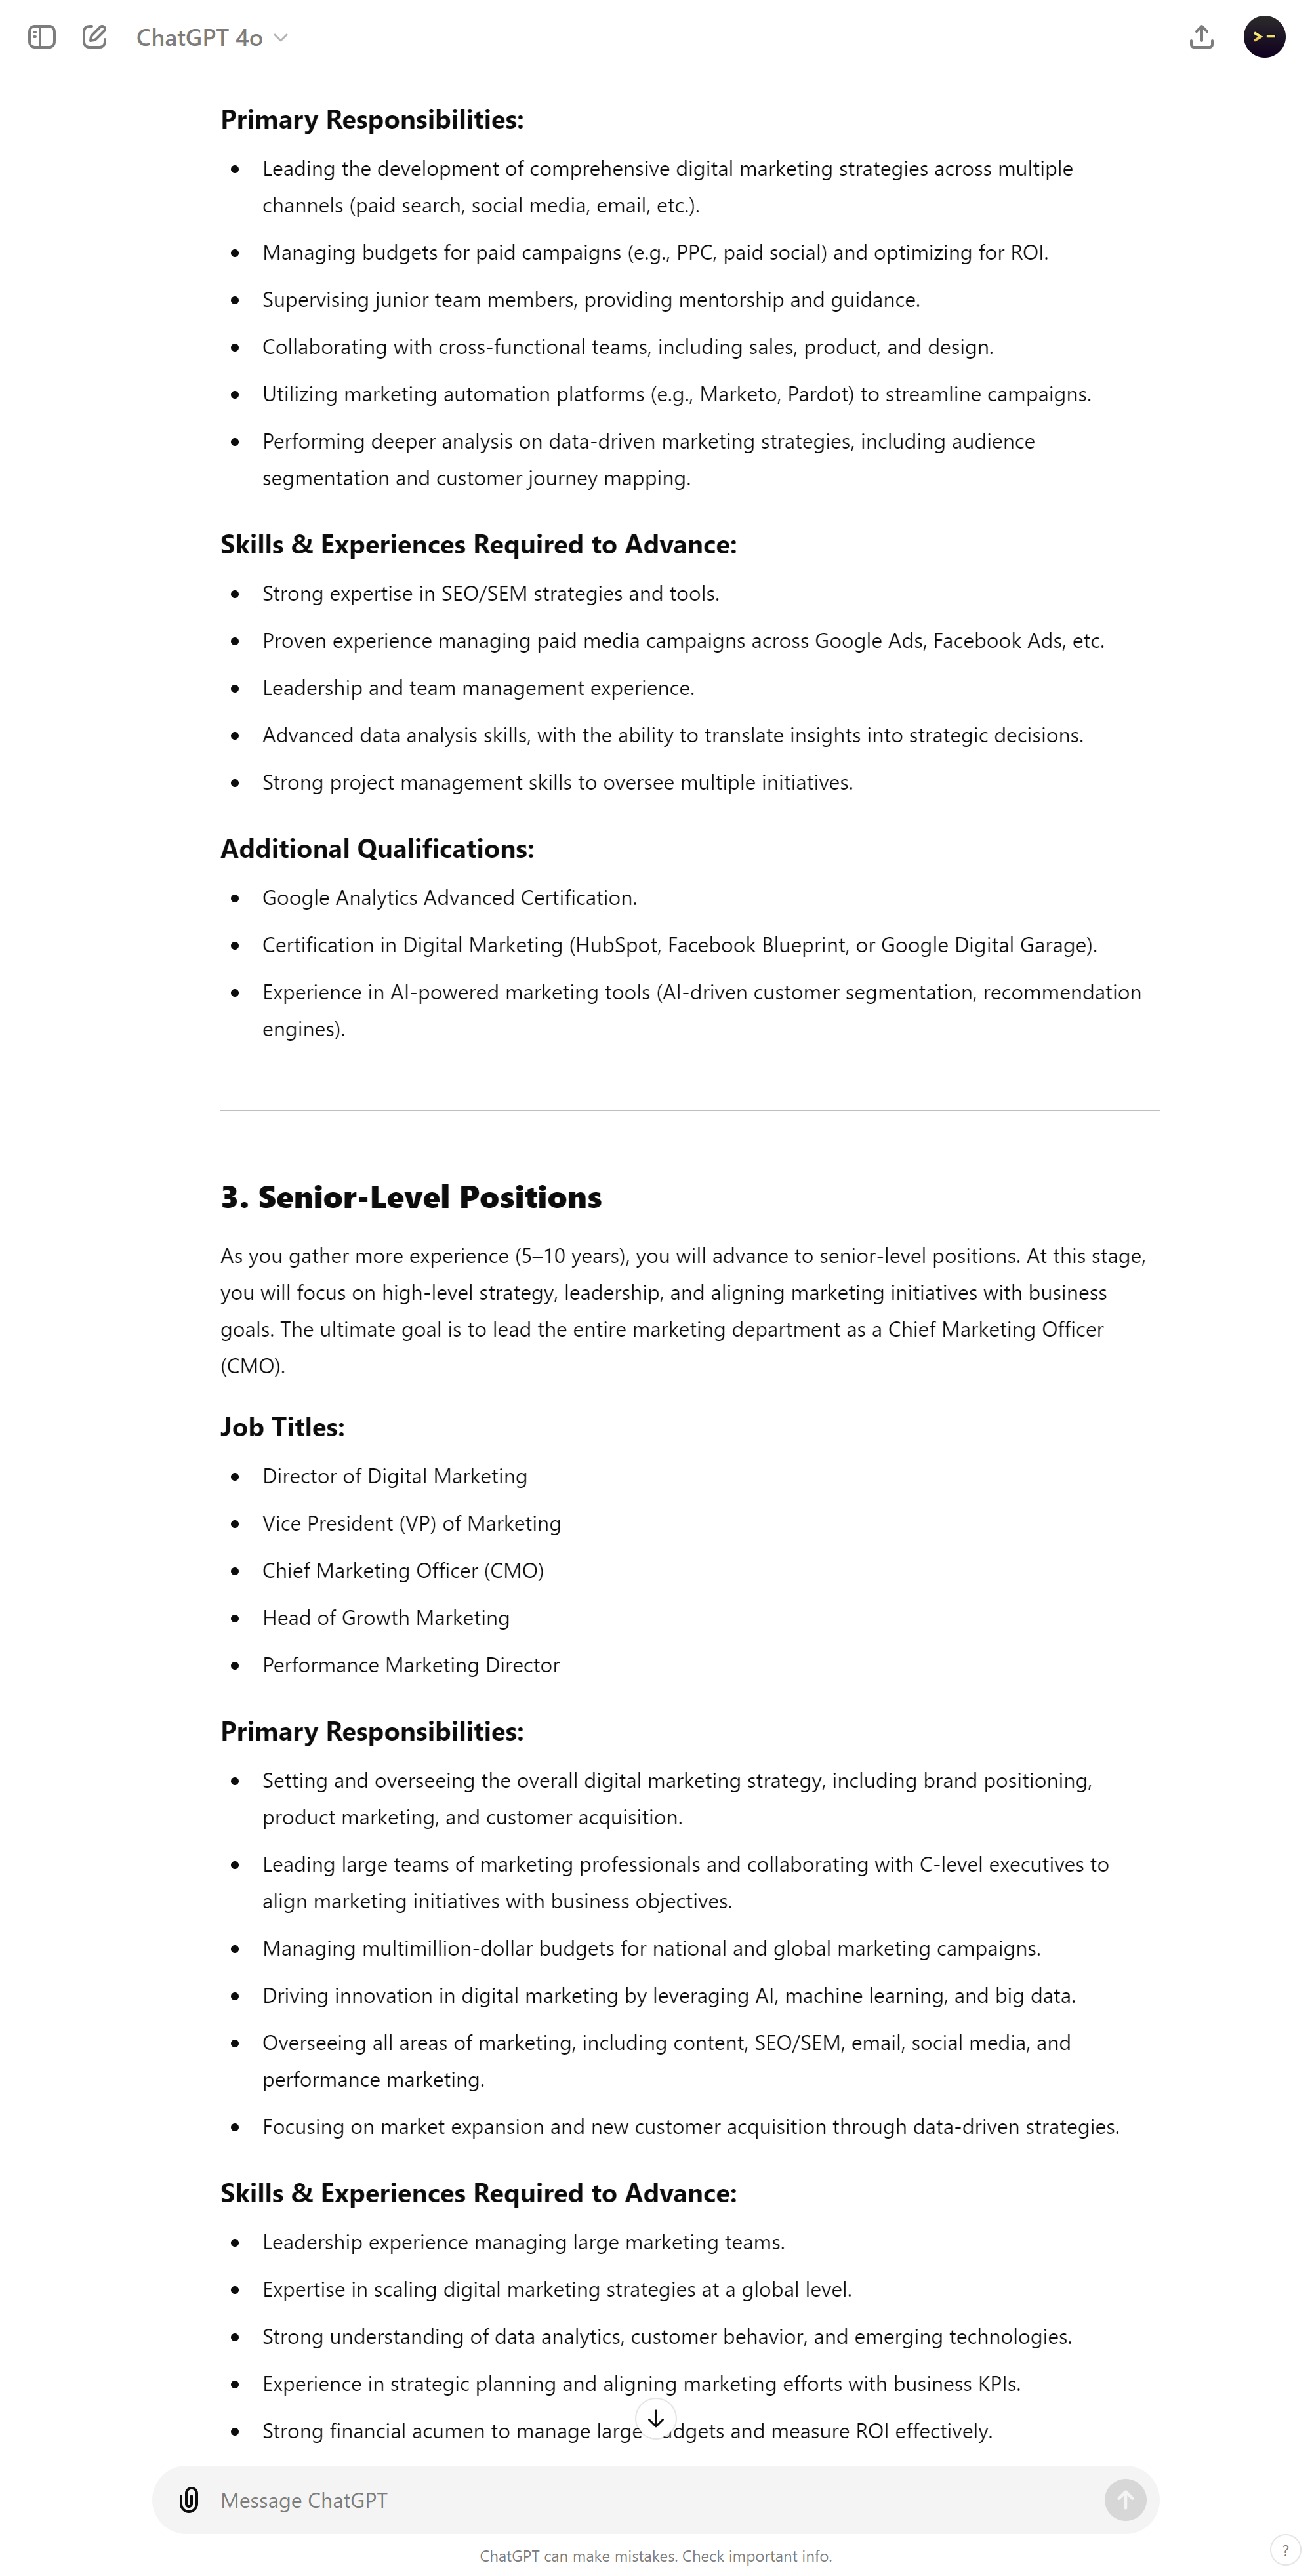 ChatGPT 4o
Primary Responsibilities:
Leading the development of comprehensive digital marketing strategies across multiple
channels (paid search, social media, email, etc.).
Managing budgets for paid campaigns (e.g., PPC, paid social) and optimizing for ROI.
Supervising junior team members, providing mentorship and guidance.
Collaborating with cross-functional teams, including sales, product, and design.
Utilizing marketing automation platforms (e.g., Marketo, Pardot) to streamline campaigns.
Performing deeper analysis on data-driven marketing strategies, including audience
segmentation and customer journey mapping.
Skills & Experiences Required to Advance:
Strong expertise in SEO/SEM strategies and tools.
Proven experience managing paid media campaigns across Google Ads, Facebook Ads, etc.
Leadership and team management experience.
Advanced data analysis skills, with the ability to translate insights into strategic decisions.
Strong project management skills to oversee multiple initiatives.
Additional Qualifications:
Google Analytics Advanced Certification.
Certification in Digital Marketing (HubSpot, Facebook Blueprint, or Google Digital Garage).
Experience in AI-powered marketing tools (AI-driven customer segmentation, recommendation
engines).
3. Senior-Level Positions
As you gather more experience (5–10 years), you will advance to senior-level positions. At this stage,
you will focus on high-level strategy, leadership, and aligning marketing initiatives with business
goals. The ultimate goal is to lead the entire marketing department as a Chief Marketing Officer
(CMO).
Job Titles:
Director of Digital Marketing
Vice President (VP) of Marketing
Chief Marketing Officer (CMO)
Head of Growth Marketing
Performance Marketing Director
Primary Responsibilities:
Setting and overseeing the overall digital marketing strategy, including brand positioning,
product marketing, and customer acquisition.
Leading large teams of marketing professionals and collaborating with C-level executives to
align marketing initiatives with business objectives.
Managing multimillion-dollar budgets for national and global marketing campaigns.
Driving innovation in digital marketing by leveraging AI, machine learning, and big data.
Overseeing all areas of marketing, including content, SEO/SEM, email, social media, and
performance marketing.
Focusing on market expansion and new customer acquisition through data-driven strategies.
Skills & Experiences Required to Advance:
Leadership experience managing large marketing teams.
Expertise in scaling digital marketing strategies at a global level.
Strong understanding of data analytics, customer behavior, and emerging technologies.
Experience in strategic planning and aligning marketing efforts with business KPIs.
Strong financial acumen to manage large and measure ROI effectively.
Message ChatGPT
ChatGPT can make mistakes. Check important info.
?